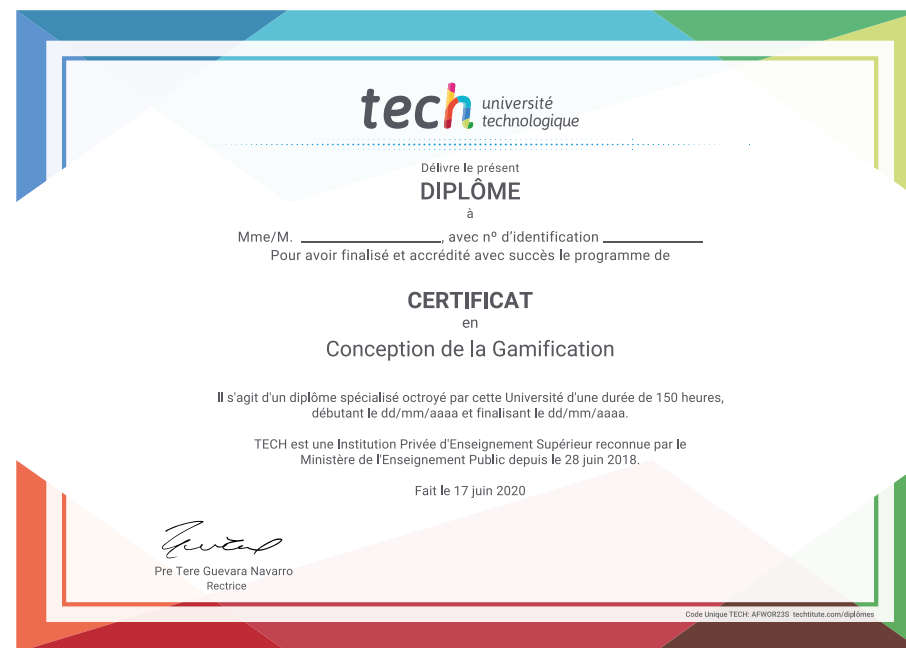 tech université
technologique
Délivre le présent
DIPLÔME
à
Mme/M. ____________________, avec nº d'identification ______________
Pour avoir finalisé et accrédité avec succès le programme de
CERTIFICAT
en
Conception de la Gamification
Il s'agit d'un diplôme spécialisé octroyé par cette Université d'une durée de 150 heures,
débutant le dd/mm/aaaa et finalisant le dd/mm/aaaa.
TECH est une Institution Privée d'Enseignement Supérieur reconnue par le
Ministère de l'Enseignement Public depuis le 28 juin 2018.
Fait le 17 juin 2020
Pre Tere Guevara Navarro
Rectrice
Code Unique TECH: AFWOR23S techtitute.com/diplômes